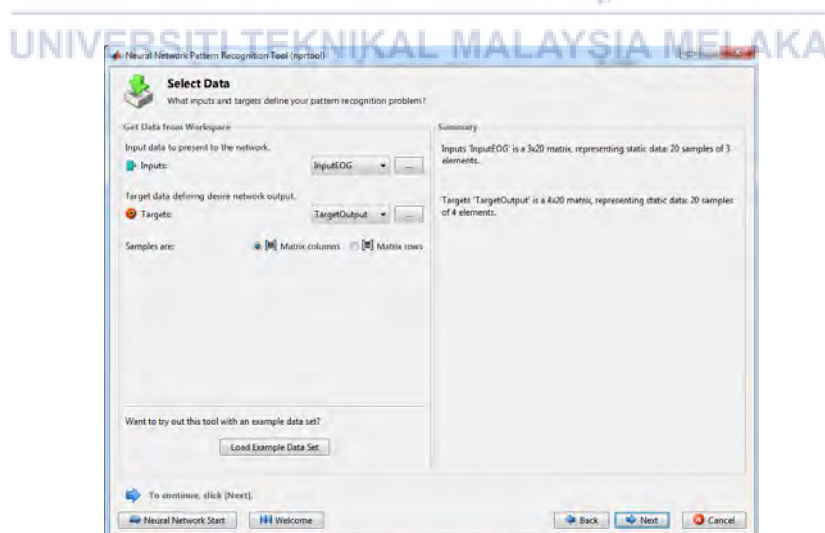 UNIVERSITI TEKNIKAL MALAYSIA MELAKA
Neural Network Pattern Recognition Tool (nprtool)
Select Data
What inputs and targets define your pattern recognition problem?
Get Data from Workspace
Input data to present to the network.
Inputs: InputEOG ...
Target data defining desire network output.
Targets: TargetOutput ...
Samples are: Matrix columns Matrix rows
Want to try out this tool with an example data set?
Load Example Data Set
Summary
Inputs 'InputEOG' is a 3x20 matrix, representing static data: 20 samples of 3
elements.
Targets 'TargetOutput' is a 4x20 matrix, representing static data: 20 samples
of 4 elements.
To continue, click [Next].
Neural Network Start Welcome Back Next Cancel